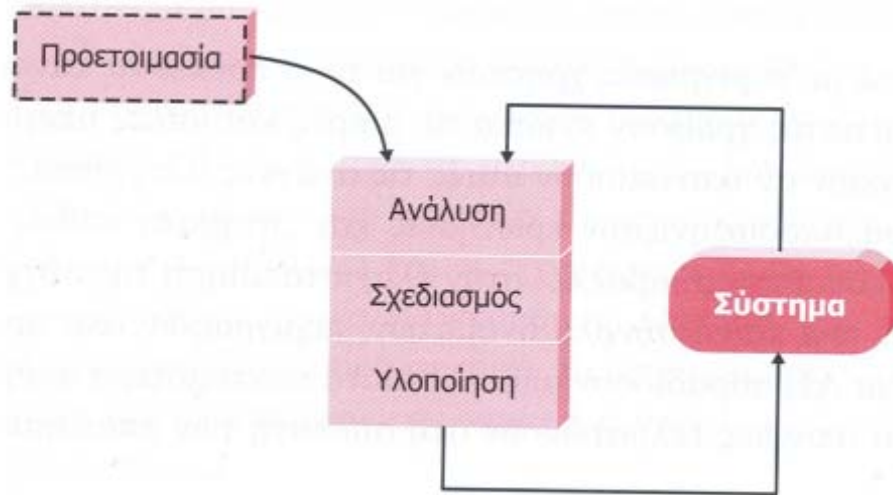 Προετοιμασία
Ανάλυση
Σχεδιασμός
Υλοποίηση
Σύστημα